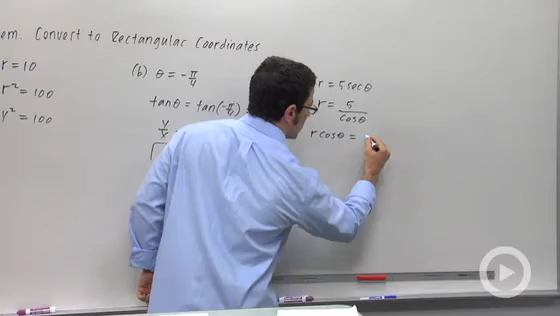 em. Convert to Rectangular Coordinates
r = 10
r² = 100
y² = 100
(b) θ = -π/4
tanθ = tan(-π/4)
y/x
r = 5 secθ
r = 5/cosθ
r cosθ =